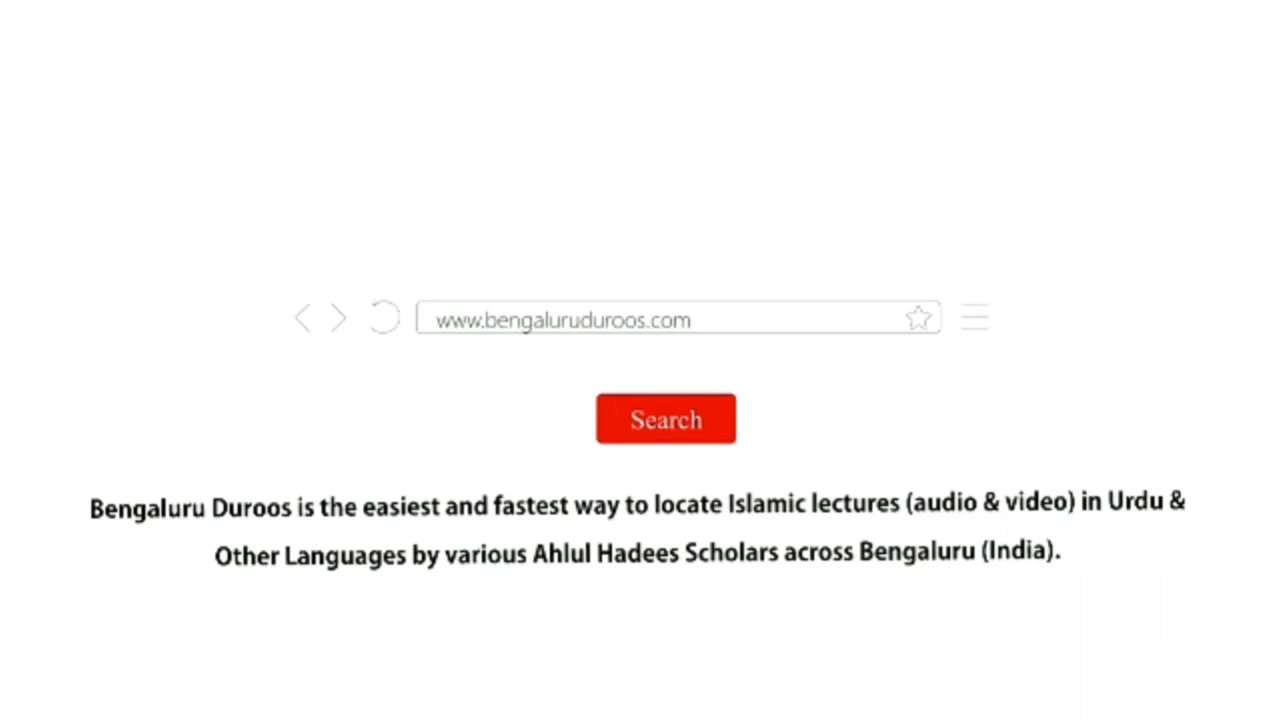 www.bengaluruduroos.com
Search
Bengaluru Duroos is the easiest and fastest way to locate Islamic lectures (audio & video) in Urdu &
Other Languages by various Ahlul Hadees Scholars across Bengaluru (India).